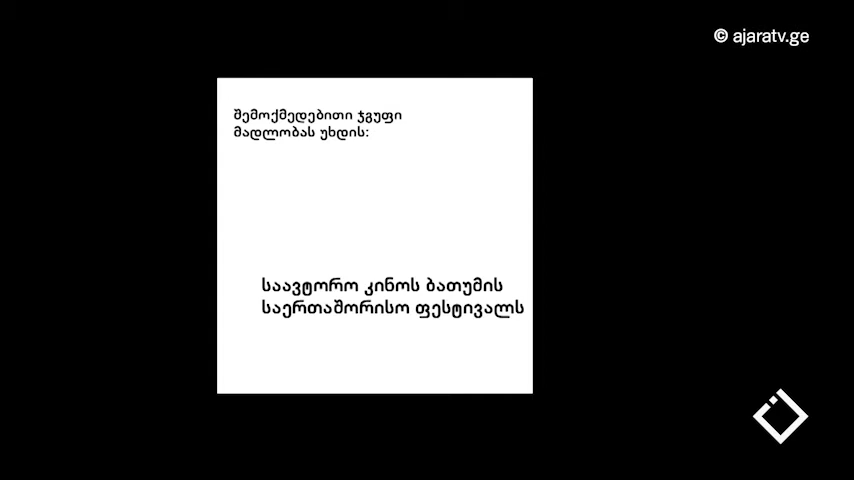 © ajaratv.ge
შემოქმედებითი ჯგუფი
მადლობას უხდის:
საავტორო კინოს ბათუმის
საერთაშორისო ფესტივალს